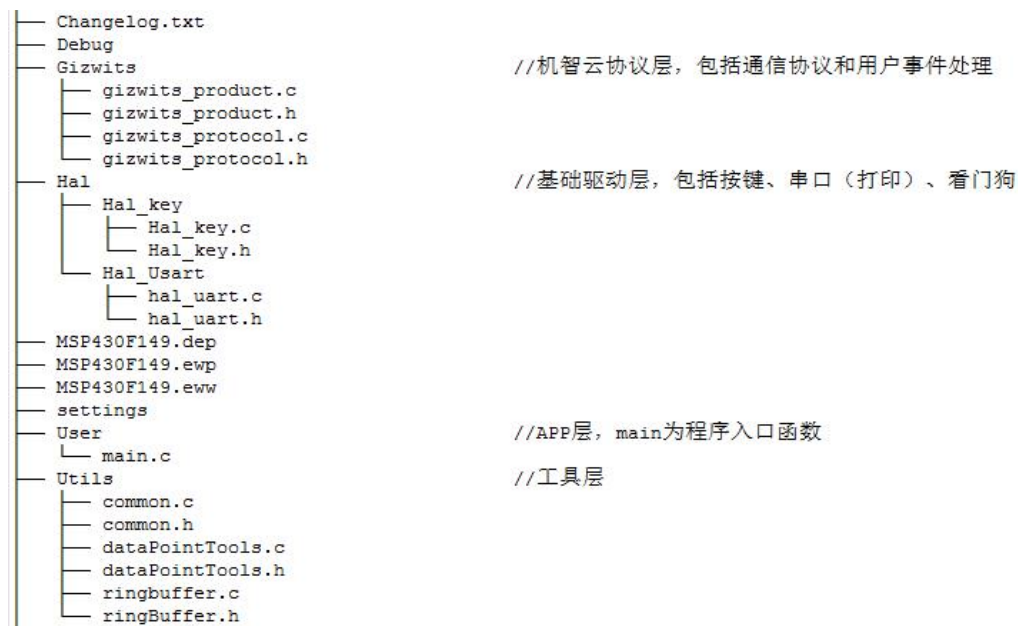 ├── Changelog.txt
├── Debug
├── Gizwits //机智云协议层，包括通信协议和用户事件处理
│   ├── gizwits_product.c
│   ├── gizwits_product.h
│   ├── gizwits_protocol.c
│   └── gizwits_protocol.h
├── Hal //基础驱动层，包括按键、串口（打印）、看门狗
│   ├── Hal_key
│   │   ├── Hal_key.c
│   │   └── Hal_key.h
│   └── Hal_Usart
│       ├── hal_uart.c
│       └── hal_uart.h
├── MSP430F149.dep
├── MSP430F149.ewp
├── MSP430F149.eww
├── settings
├── User //APP层，main为程序入口函数
│   └── main.c
├── Utils //工具层
│   ├── common.c
│   ├── common.h
│   ├── dataPointTools.c
│   ├── dataPointTools.h
│   ├── ringbuffer.c
│   └── ringBuffer.h